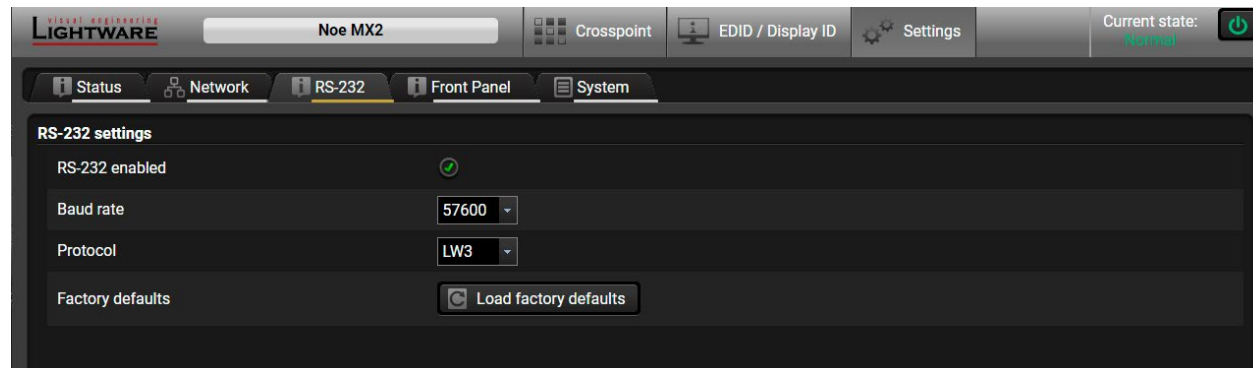 visual engineering
LIGHTWARE
Noe MX2
Crosspoint
EDID / Display ID
Settings
Current state:
Normal
Status
Network
RS-232
Front Panel
System
RS-232 settings
RS-232 enabled
Baud rate
57600
Protocol
LW3
Factory defaults
Load factory defaults